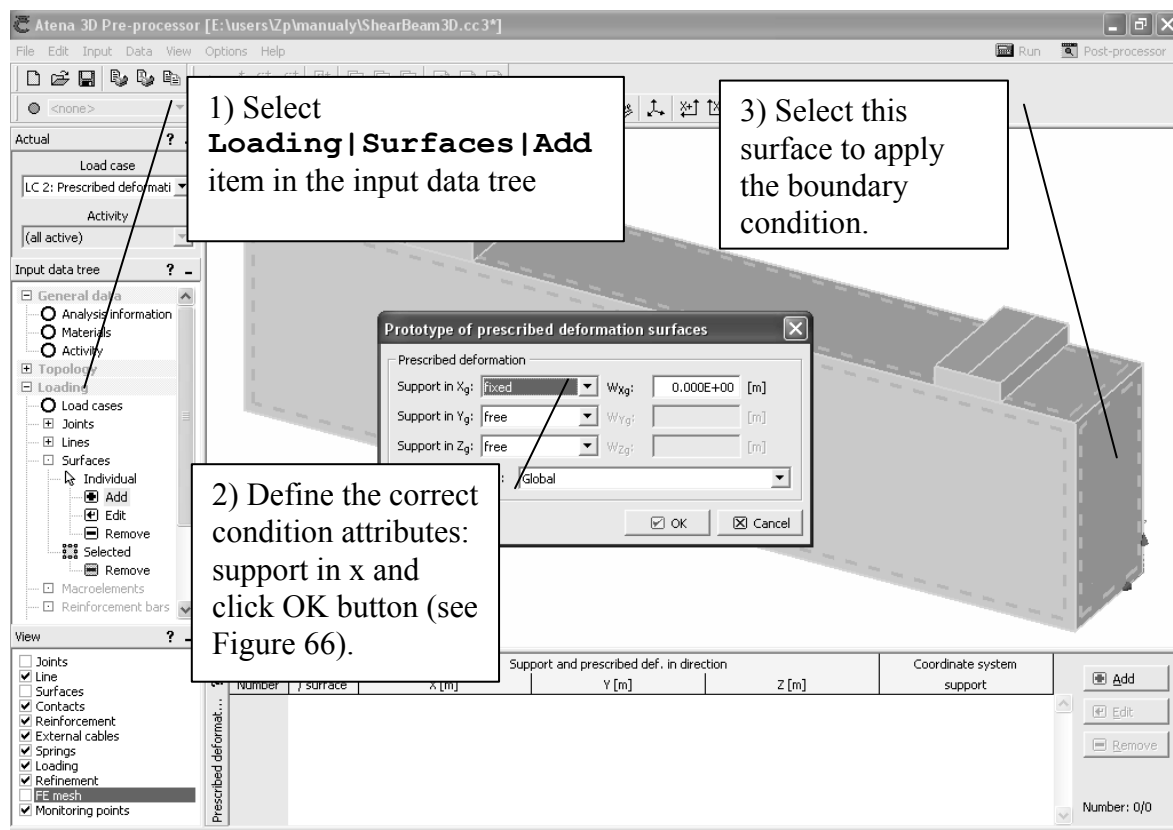 Atena 3D Pre-processor [E:\users\Zp\manualy\ShearBeam3D.cc3*]
File Edit Input Data View Options Help
Run Post-processor
<none>
1) Select
Loading|Surfaces|Add
item in the input data tree
3) Select this
surface to apply
the boundary
condition.
Actual ?
Load case
LC 2: Prescribed deformati
Activity
(all active)
Input data tree ?
General data
Analysis information
Materials
Activity
Topology
Loading
Load cases
Joints
Lines
Surfaces
Individual
Add
Edit
Remove
Selected
Remove
Macroelements
Reinforcement bars
Prototype of prescribed deformation surfaces
Prescribed deformation
Support in Xg: fixed WXg: 0.000E+00 [m]
Support in Yg: free WYg: [m]
Support in Zg: free WZg: [m]
: Global
OK Cancel
2) Define the correct
condition attributes:
support in x and
click OK button (see
Figure 66).
View ?
Joints
Line
Surfaces
Contacts
Reinforcement
External cables
Springs
Loading
Refinement
FE mesh
Monitoring points
Prescribed deformat...
Support and prescribed def. in direction Coordinate system
Number / surface X [m] Y [m] Z [m] support
Add
Edit
Remove
Number: 0/0